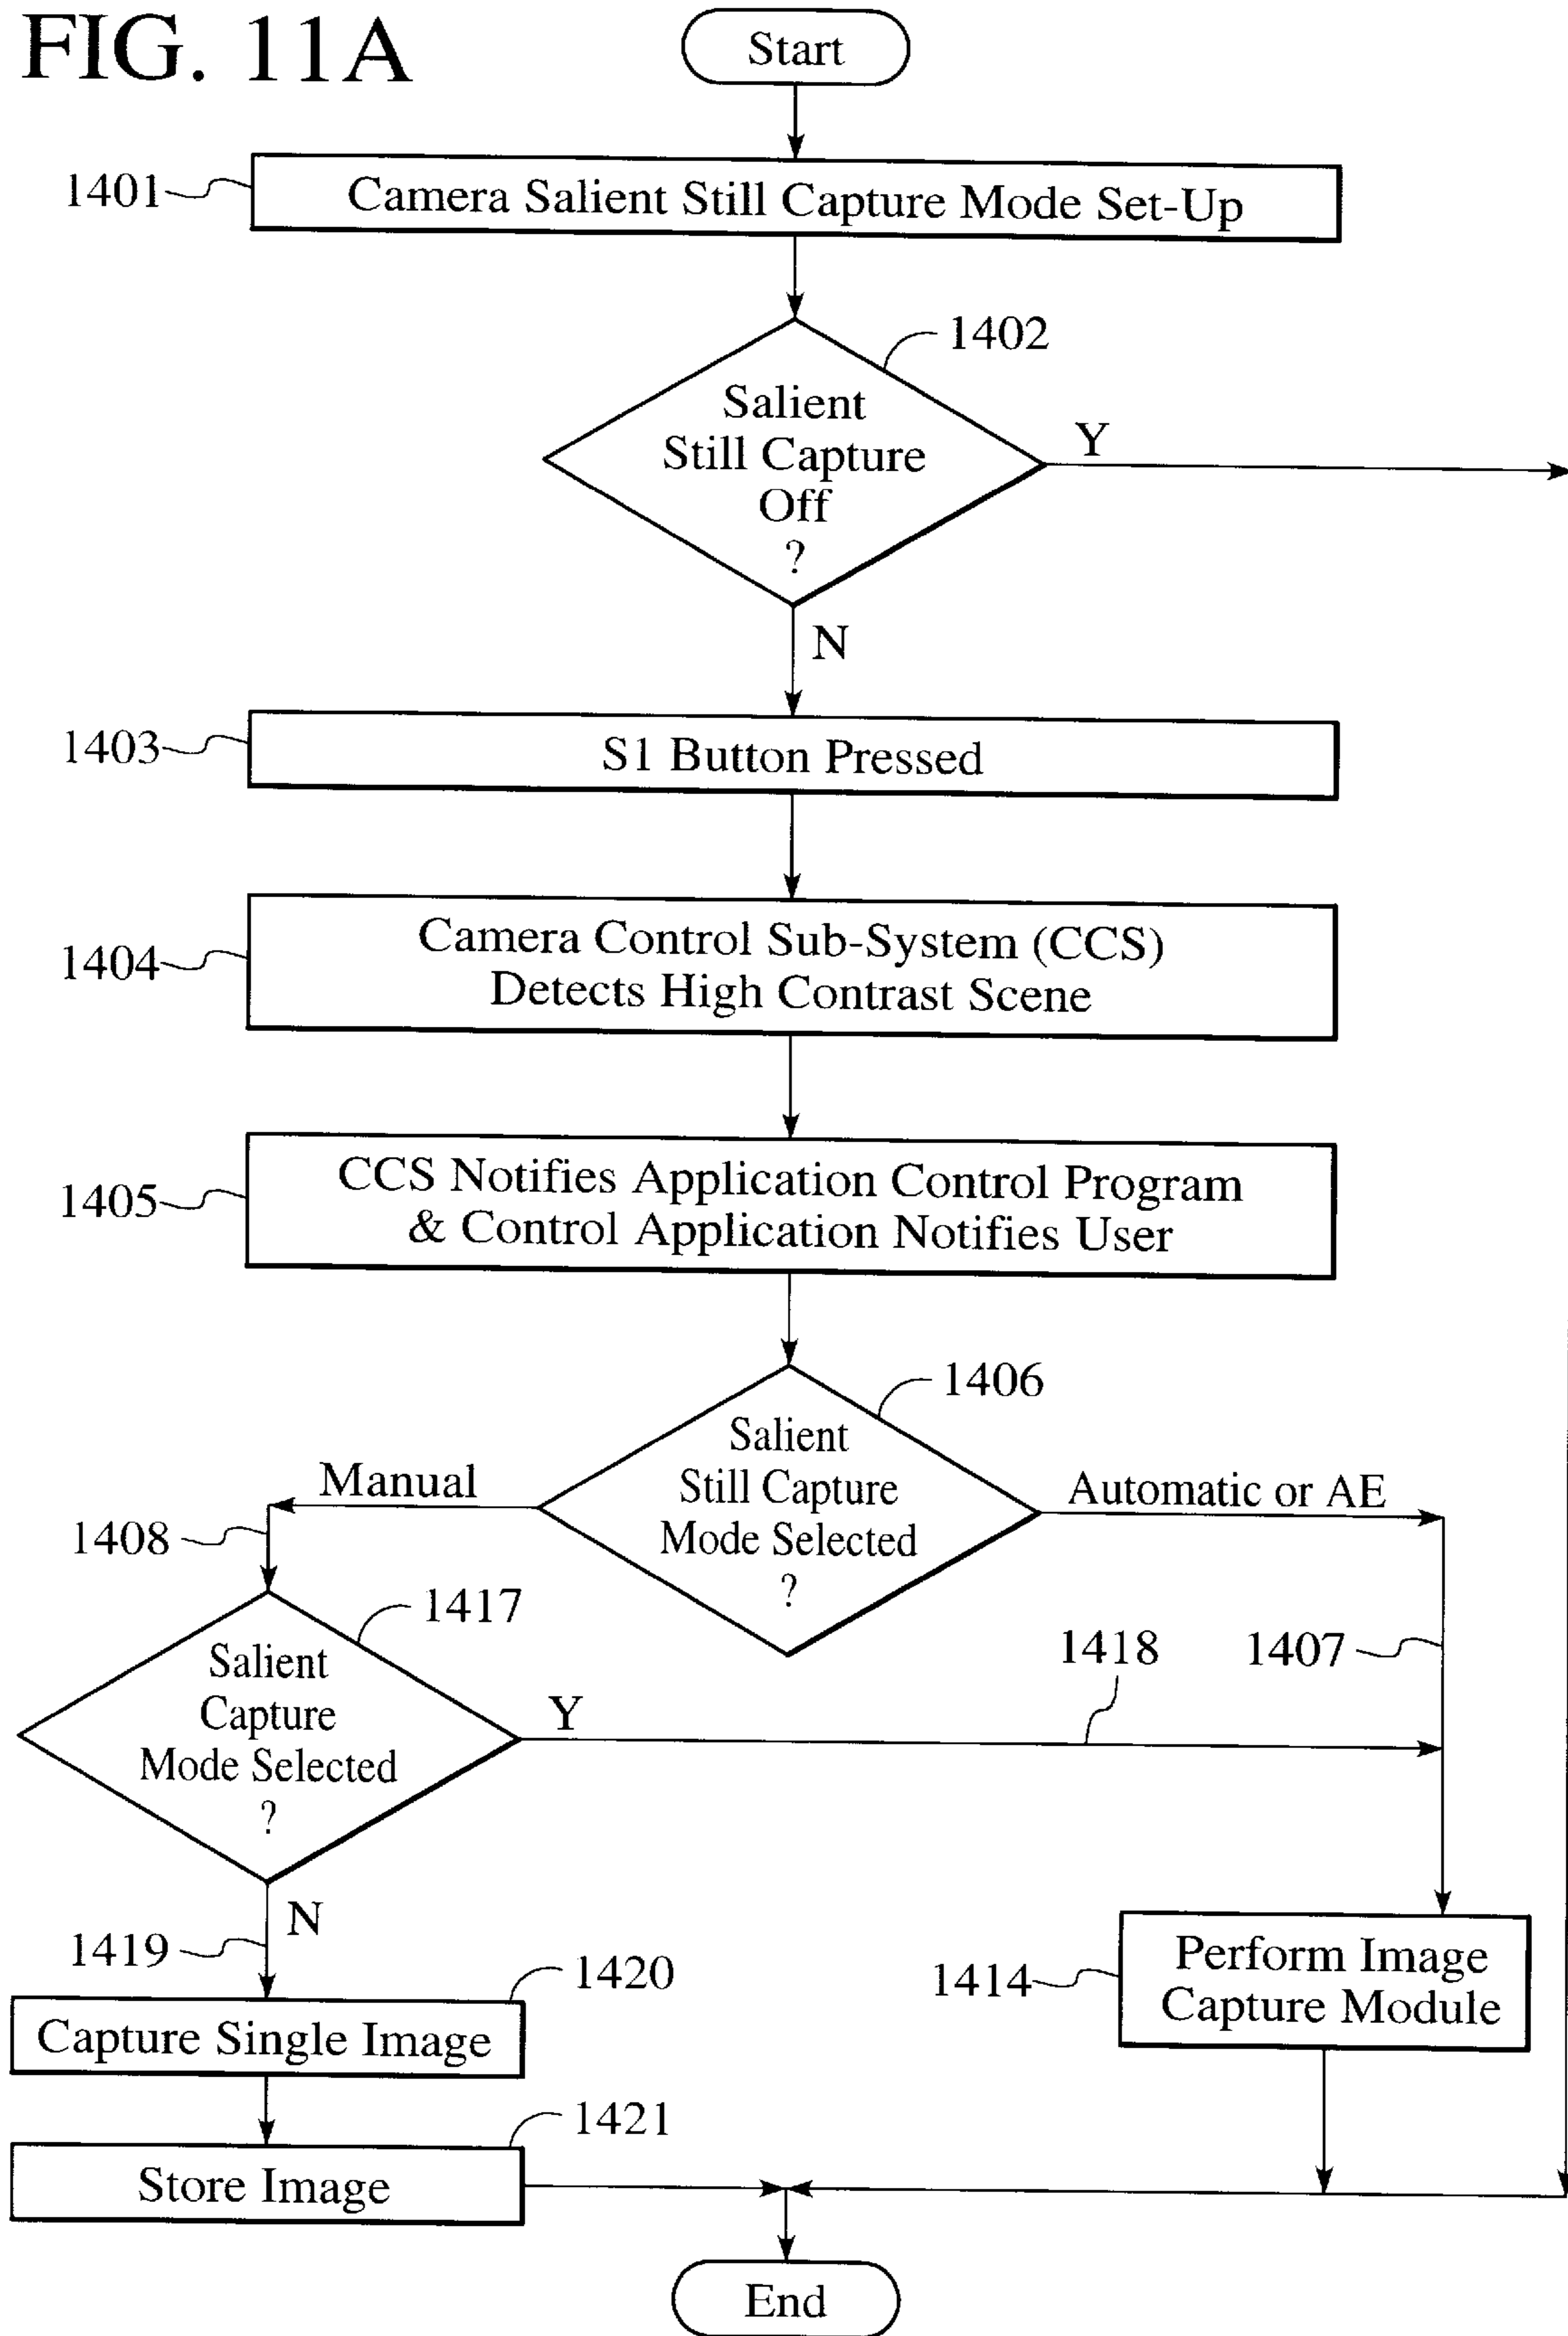 FIG. 11A
Start
1401
Camera Salient Still Capture Mode Set-Up
1402
Salient
Still Capture
Off
?
Y
N
1403
S1 Button Pressed
1404
Camera Control Sub-System (CCS)
Detects High Contrast Scene
1405
CCS Notifies Application Control Program
& Control Application Notifies User
1406
Salient
Still Capture
Mode Selected
?
Manual
Automatic or AE
1408
1417
Salient
Capture
Mode Selected
?
Y
1418
1407
N
1419
1420
Capture Single Image
1414
Perform Image
Capture Module
1421
Store Image
End